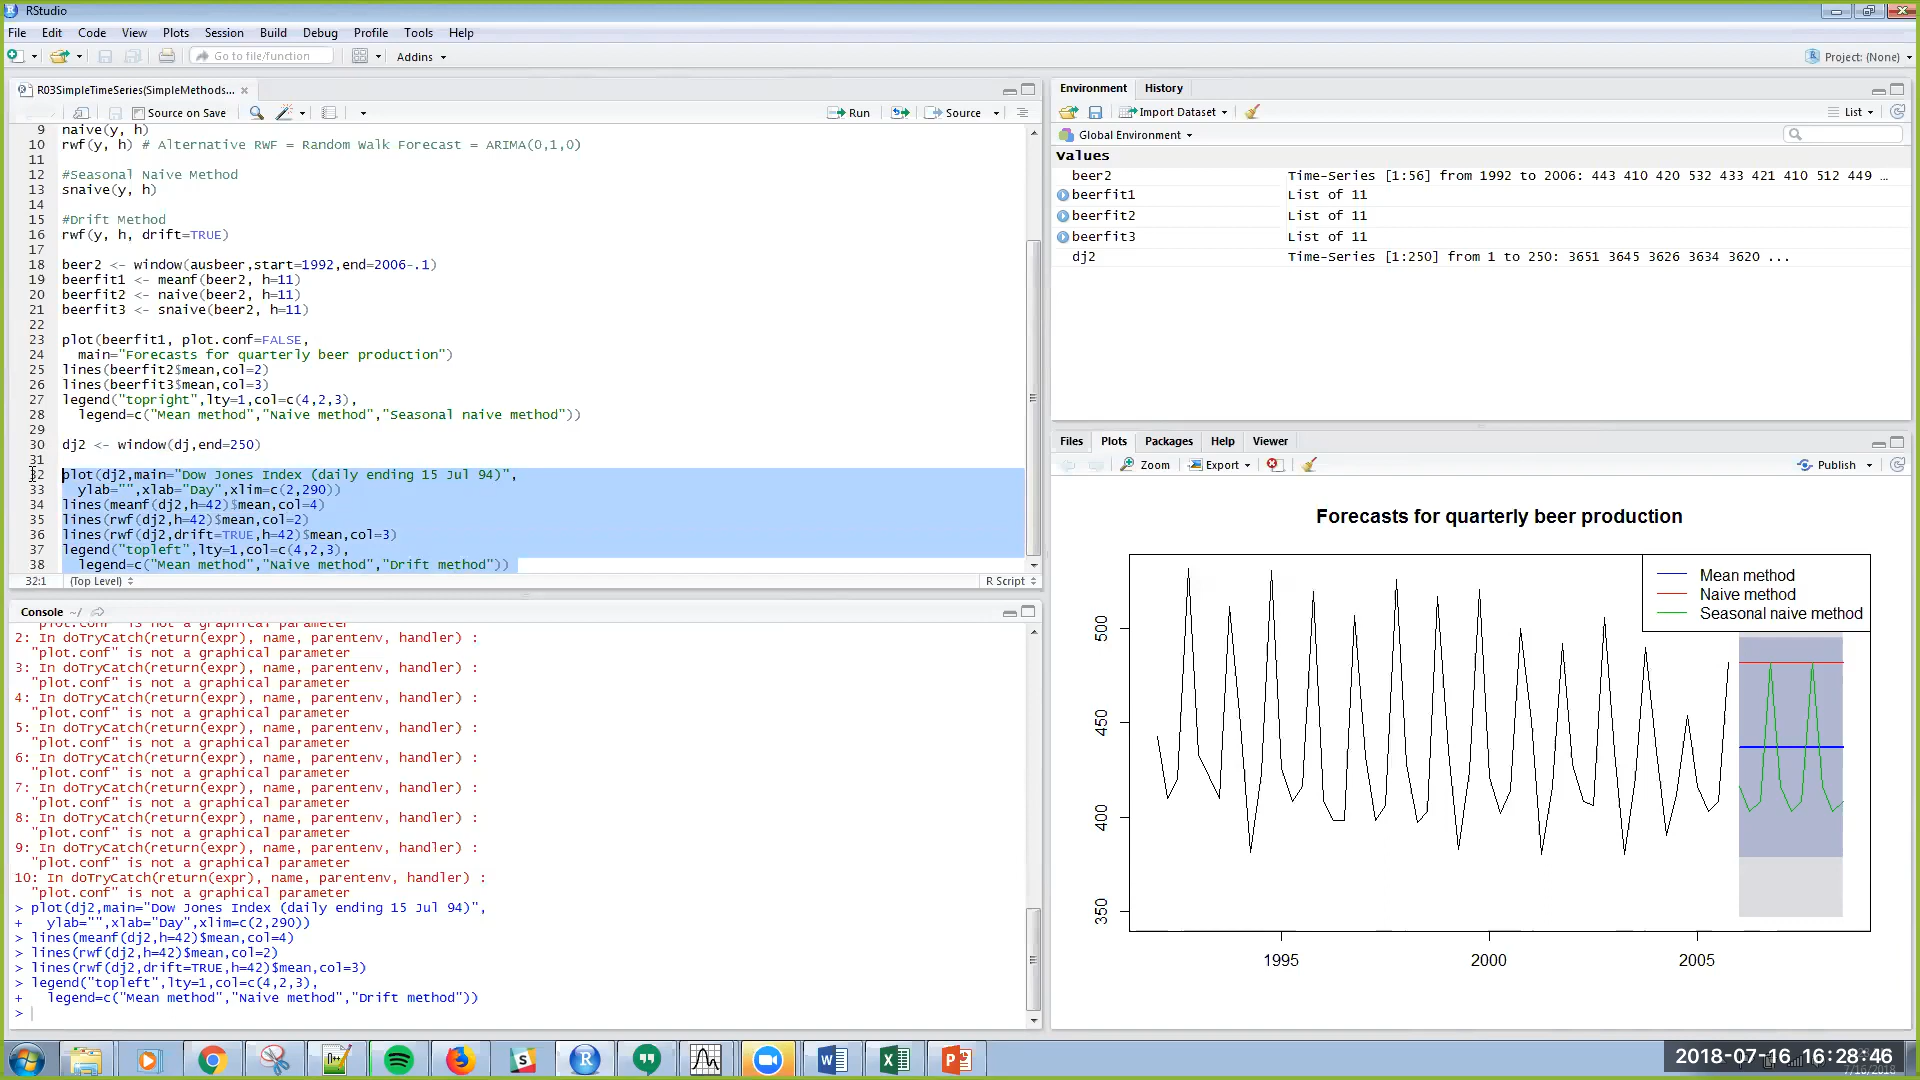 RStudio
File Edit Code View Plots Session Build Debug Profile Tools Help
Go to file/function
Addins
Project: (None)
R03SimpleTimeSeries(SimpleMethods...
Source on Save
Run
Source
9 naive(y, h)
10 rwf(y, h) # Alternative RWF = Random Walk Forecast = ARIMA(0,1,0)
11
12 #Seasonal Naive Method
13 snaive(y, h)
14
15 #Drift Method
16 rwf(y, h, drift=TRUE)
17
18 beer2 <- window(ausbeer,start=1992,end=2006-.1)
19 beerfit1 <- meanf(beer2, h=11)
20 beerfit2 <- naive(beer2, h=11)
21 beerfit3 <- snaive(beer2, h=11)
22
23 plot(beerfit1, plot.conf=FALSE,
24 main="Forecasts for quarterly beer production")
25 lines(beerfit2$mean,col=2)
26 lines(beerfit3$mean,col=3)
27 legend("topright",lty=1,col=c(4,2,3),
28 legend=c("Mean method","Naive method","Seasonal naive method"))
29
30 dj2 <- window(dj,end=250)
31
32 plot(dj2,main="Dow Jones Index (daily ending 15 Jul 94)",
33 ylab="",xlab="Day",xlim=c(2,290))
34 lines(meanf(dj2,h=42)$mean,col=4)
35 lines(rwf(dj2,h=42)$mean,col=2)
36 lines(rwf(dj2,drift=TRUE,h=42)$mean,col=3)
37 legend("topleft",lty=1,col=c(4,2,3),
38 legend=c("Mean method","Naive method","Drift method"))
32:1 (Top Level) R Script
Console ~/
"plot.conf" is not a graphical parameter
2: In doTryCatch(return(expr), name, parentenv, handler) :
"plot.conf" is not a graphical parameter
3: In doTryCatch(return(expr), name, parentenv, handler) :
"plot.conf" is not a graphical parameter
4: In doTryCatch(return(expr), name, parentenv, handler) :
"plot.conf" is not a graphical parameter
5: In doTryCatch(return(expr), name, parentenv, handler) :
"plot.conf" is not a graphical parameter
6: In doTryCatch(return(expr), name, parentenv, handler) :
"plot.conf" is not a graphical parameter
7: In doTryCatch(return(expr), name, parentenv, handler) :
"plot.conf" is not a graphical parameter
8: In doTryCatch(return(expr), name, parentenv, handler) :
"plot.conf" is not a graphical parameter
9: In doTryCatch(return(expr), name, parentenv, handler) :
"plot.conf" is not a graphical parameter
10: In doTryCatch(return(expr), name, parentenv, handler) :
"plot.conf" is not a graphical parameter
> plot(dj2,main="Dow Jones Index (daily ending 15 Jul 94)",
+ ylab="",xlab="Day",xlim=c(2,290))
> lines(meanf(dj2,h=42)$mean,col=4)
> lines(rwf(dj2,h=42)$mean,col=2)
> lines(rwf(dj2,drift=TRUE,h=42)$mean,col=3)
> legend("topleft",lty=1,col=c(4,2,3),
+ legend=c("Mean method","Naive method","Drift method"))
>
Environment History
Import Dataset
List
Global Environment
Values
beer2 Time-Series [1:56] from 1992 to 2006: 443 410 420 532 433 421 410 512 449 ...
beerfit1 List of 11
beerfit2 List of 11
beerfit3 List of 11
dj2 Time-Series [1:250] from 1 to 250: 3651 3645 3626 3634 3620 ...
Files Plots Packages Help Viewer
Zoom Export Publish
Forecasts for quarterly beer production
Mean method
Naive method
Seasonal naive method
500
450
400
350
1995 2000 2005
2018-07-16 16:28:46
7/16/2018